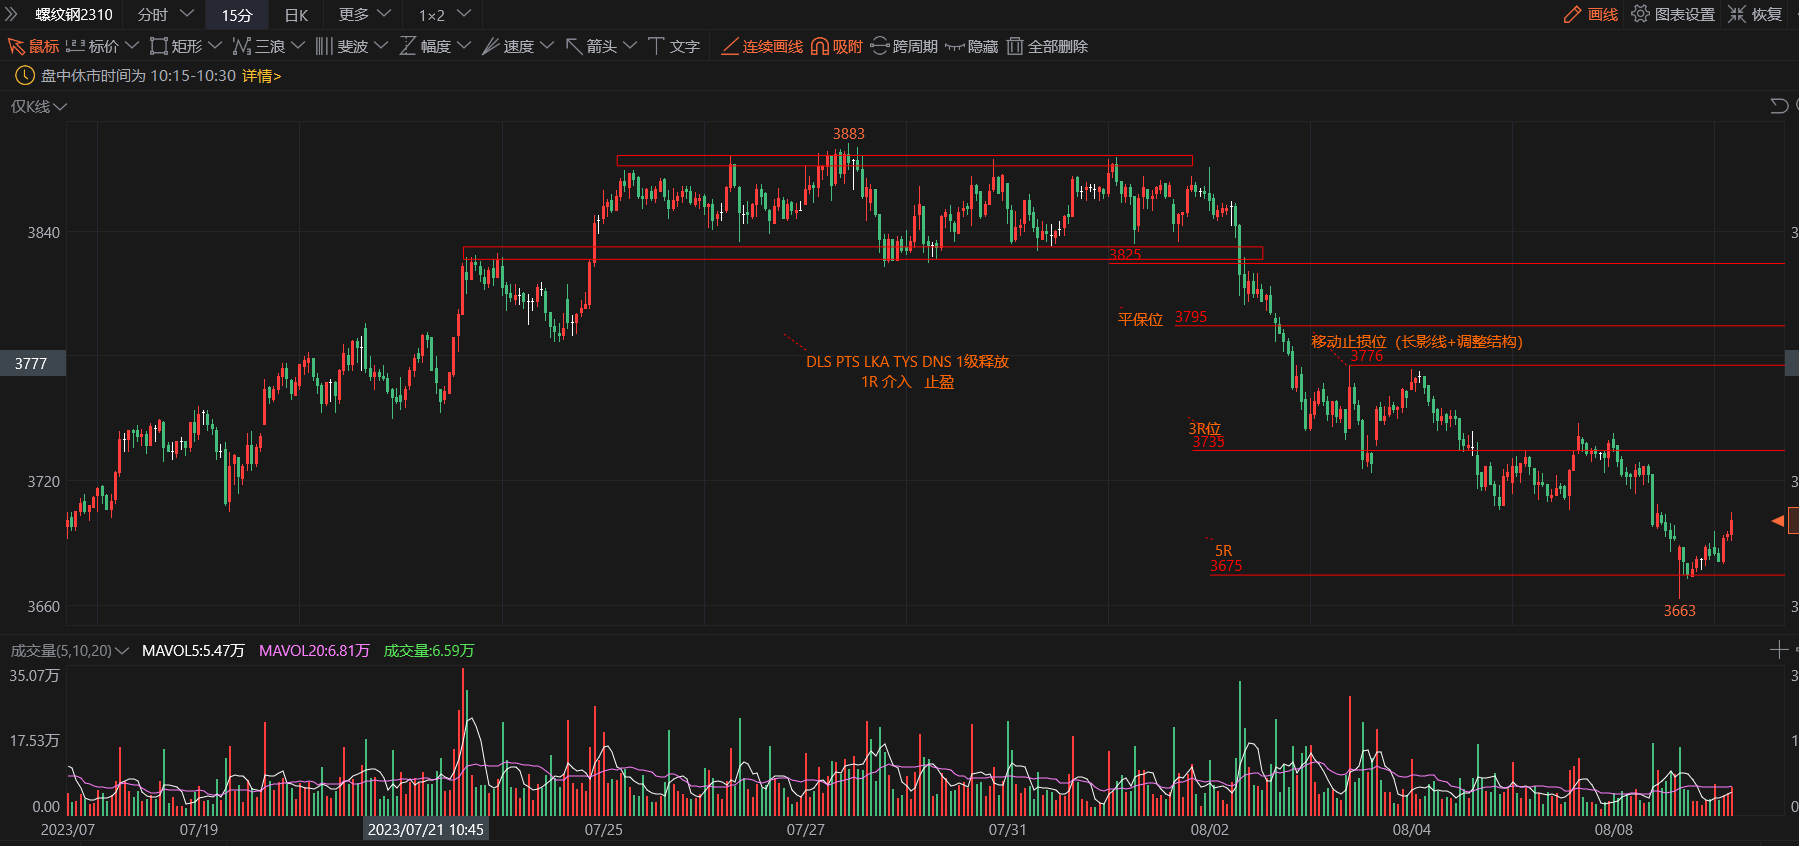 螺纹钢2310 分时 15分 日K 更多 1×2 画线 图表设置 恢复
鼠标 123 标价 矩形 三浪 斐波 幅度 速度 箭头 文字 连续画线 吸附 跨周期 隐藏 全部删除
盘中休市时间为 10:15-10:30 详情>
仅K线
3883
3840
3825
平保位 3795
移动止损位（长影线+调整结构）
3776
3777
DLS PTS LKA TYS DNS 1级释放
1R 介入 止盈
3R位
3735
3720
5R
3675
3660
3663
成交量(5,10,20) MAVOL5:5.47万 MAVOL20:6.81万 成交量:6.59万
35.07万
17.53万
0.00
2023/07 07/19 2023/07/21 10:45 07/25 07/27 07/31 08/02 08/04 08/08